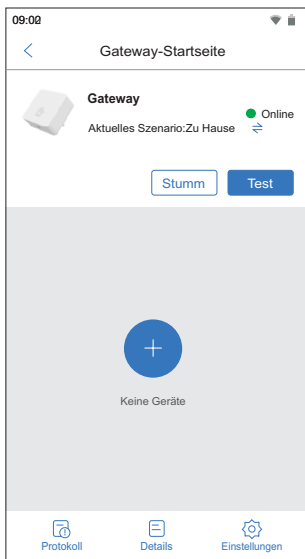 09:02
Gateway-Startseite
Gateway
Online
Aktuelles Szenario:Zu Hause
Stumm
Test
Keine Geräte
Protokoll
Details
Einstellungen